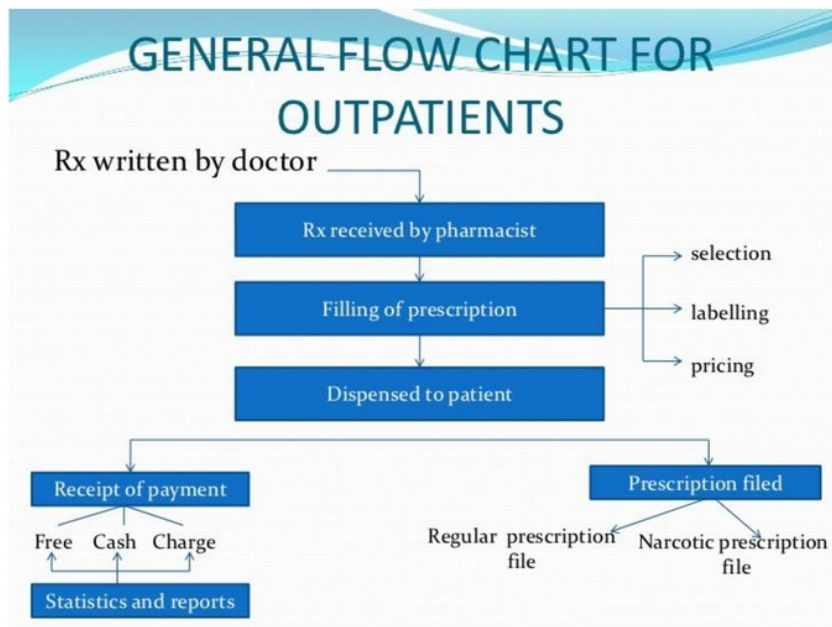 GENERAL FLOW CHART FOR
OUTPATIENTS
Rx written by doctor
Rx received by pharmacist
selection
Filling of prescription
labelling
pricing
Dispensed to patient
Receipt of payment
Prescription filed
Free Cash Charge
Regular prescription
file
Narcotic prescription
file
Statistics and reports